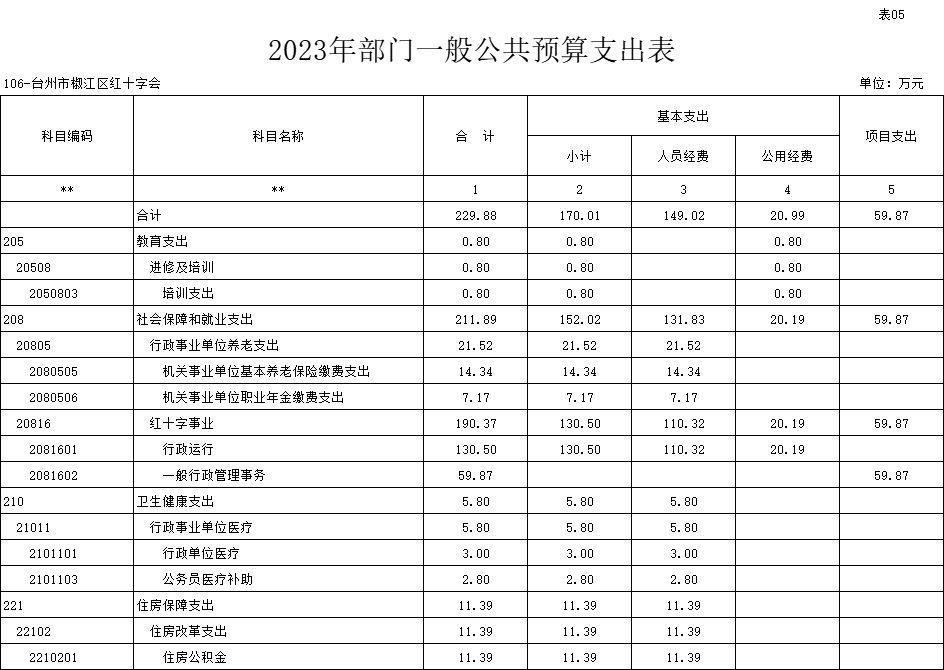 表05
2023年部门一般公共预算支出表
106-台州市椒江区红十字会 单位：万元
科目编码 科目名称 合 计 基本支出 项目支出
小计 人员经费 公用经费
** ** 1 2 3 4 5
合计 229.88 170.01 149.02 20.99 59.87
205 教育支出 0.80 0.80 0.80
20508 进修及培训 0.80 0.80 0.80
2050803 培训支出 0.80 0.80 0.80
208 社会保障和就业支出 211.89 152.02 131.83 20.19 59.87
20805 行政事业单位养老支出 21.52 21.52 21.52
2080505 机关事业单位基本养老保险缴费支出 14.34 14.34 14.34
2080506 机关事业单位职业年金缴费支出 7.17 7.17 7.17
20816 红十字事业 190.37 130.50 110.32 20.19 59.87
2081601 行政运行 130.50 130.50 110.32 20.19
2081602 一般行政管理事务 59.87 59.87
210 卫生健康支出 5.80 5.80 5.80
21011 行政事业单位医疗 5.80 5.80 5.80
2101101 行政单位医疗 3.00 3.00 3.00
2101103 公务员医疗补助 2.80 2.80 2.80
221 住房保障支出 11.39 11.39 11.39
22102 住房改革支出 11.39 11.39 11.39
2210201 住房公积金 11.39 11.39 11.39